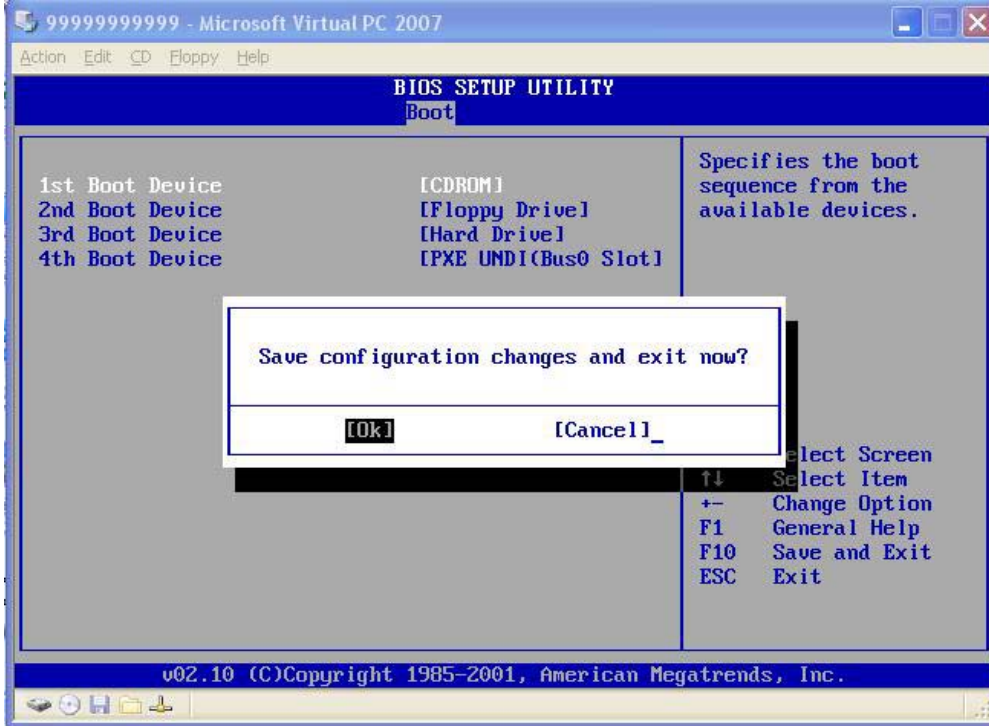 99999999999 - Microsoft Virtual PC 2007
Action Edit CD Floppy Help
BIOS SETUP UTILITY
Boot
1st Boot Device [CDROM]
2nd Boot Device [Floppy Drive]
3rd Boot Device [Hard Drive]
4th Boot Device [PXE UNDI(Bus0 Slot]
Specifies the boot
sequence from the
available devices.
Save configuration changes and exit now?
[Ok] [Cancel]_
elect Screen
↑↓ Select Item
+- Change Option
F1 General Help
F10 Save and Exit
ESC Exit
v02.10 (C)Copyright 1985-2001, American Megatrends, Inc.